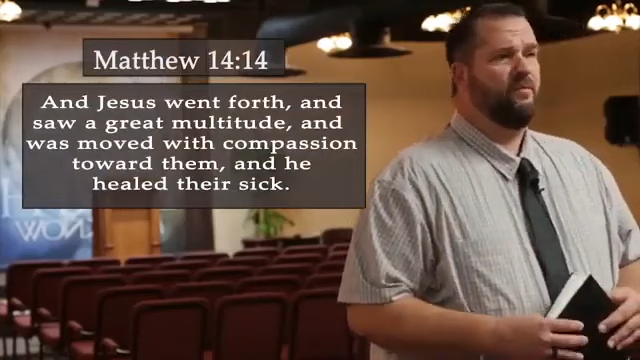 Matthew 14:14
And Jesus went forth, and
saw a great multitude, and
was moved with compassion
toward them, and he
healed their sick.